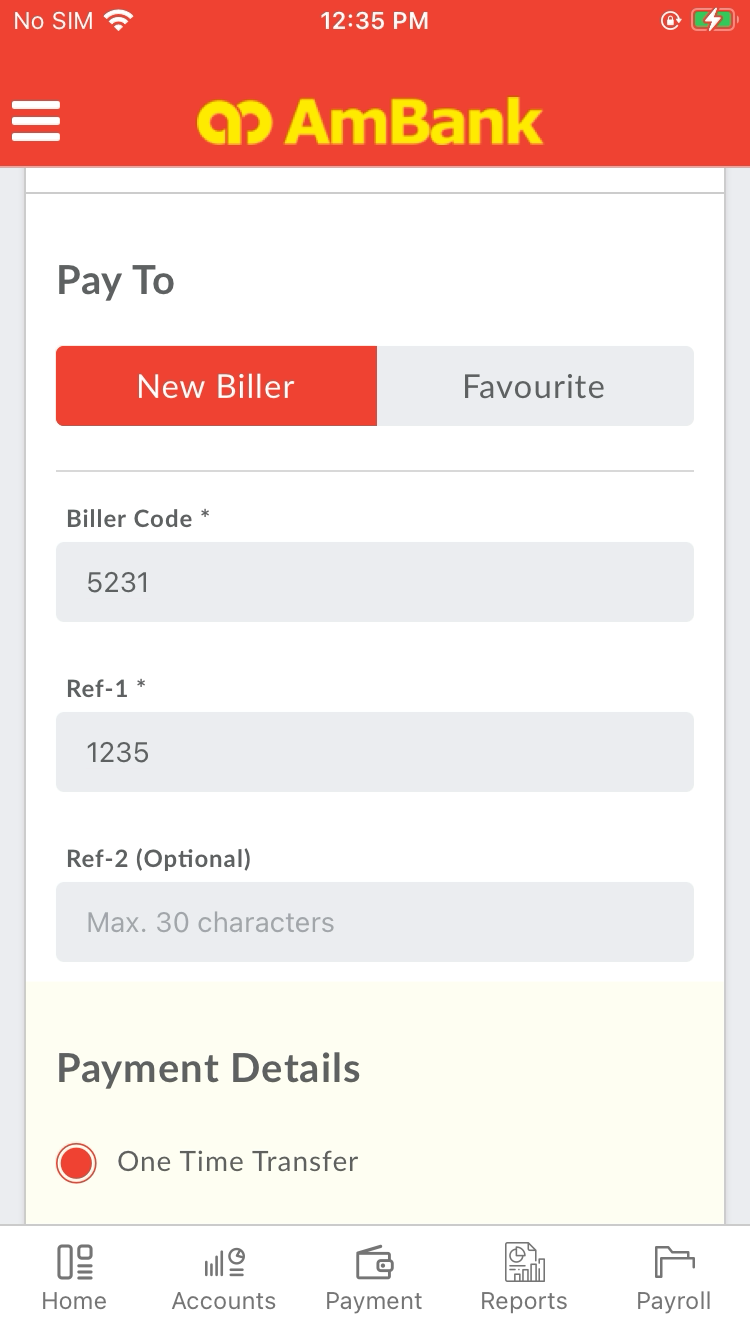 No SIM 12:35 PM
AmBank
Pay To
New Biller Favourite
Biller Code *
5231
Ref-1 *
1235
Ref-2 (Optional)
Max. 30 characters
Payment Details
One Time Transfer
Home Accounts Payment Reports Payroll